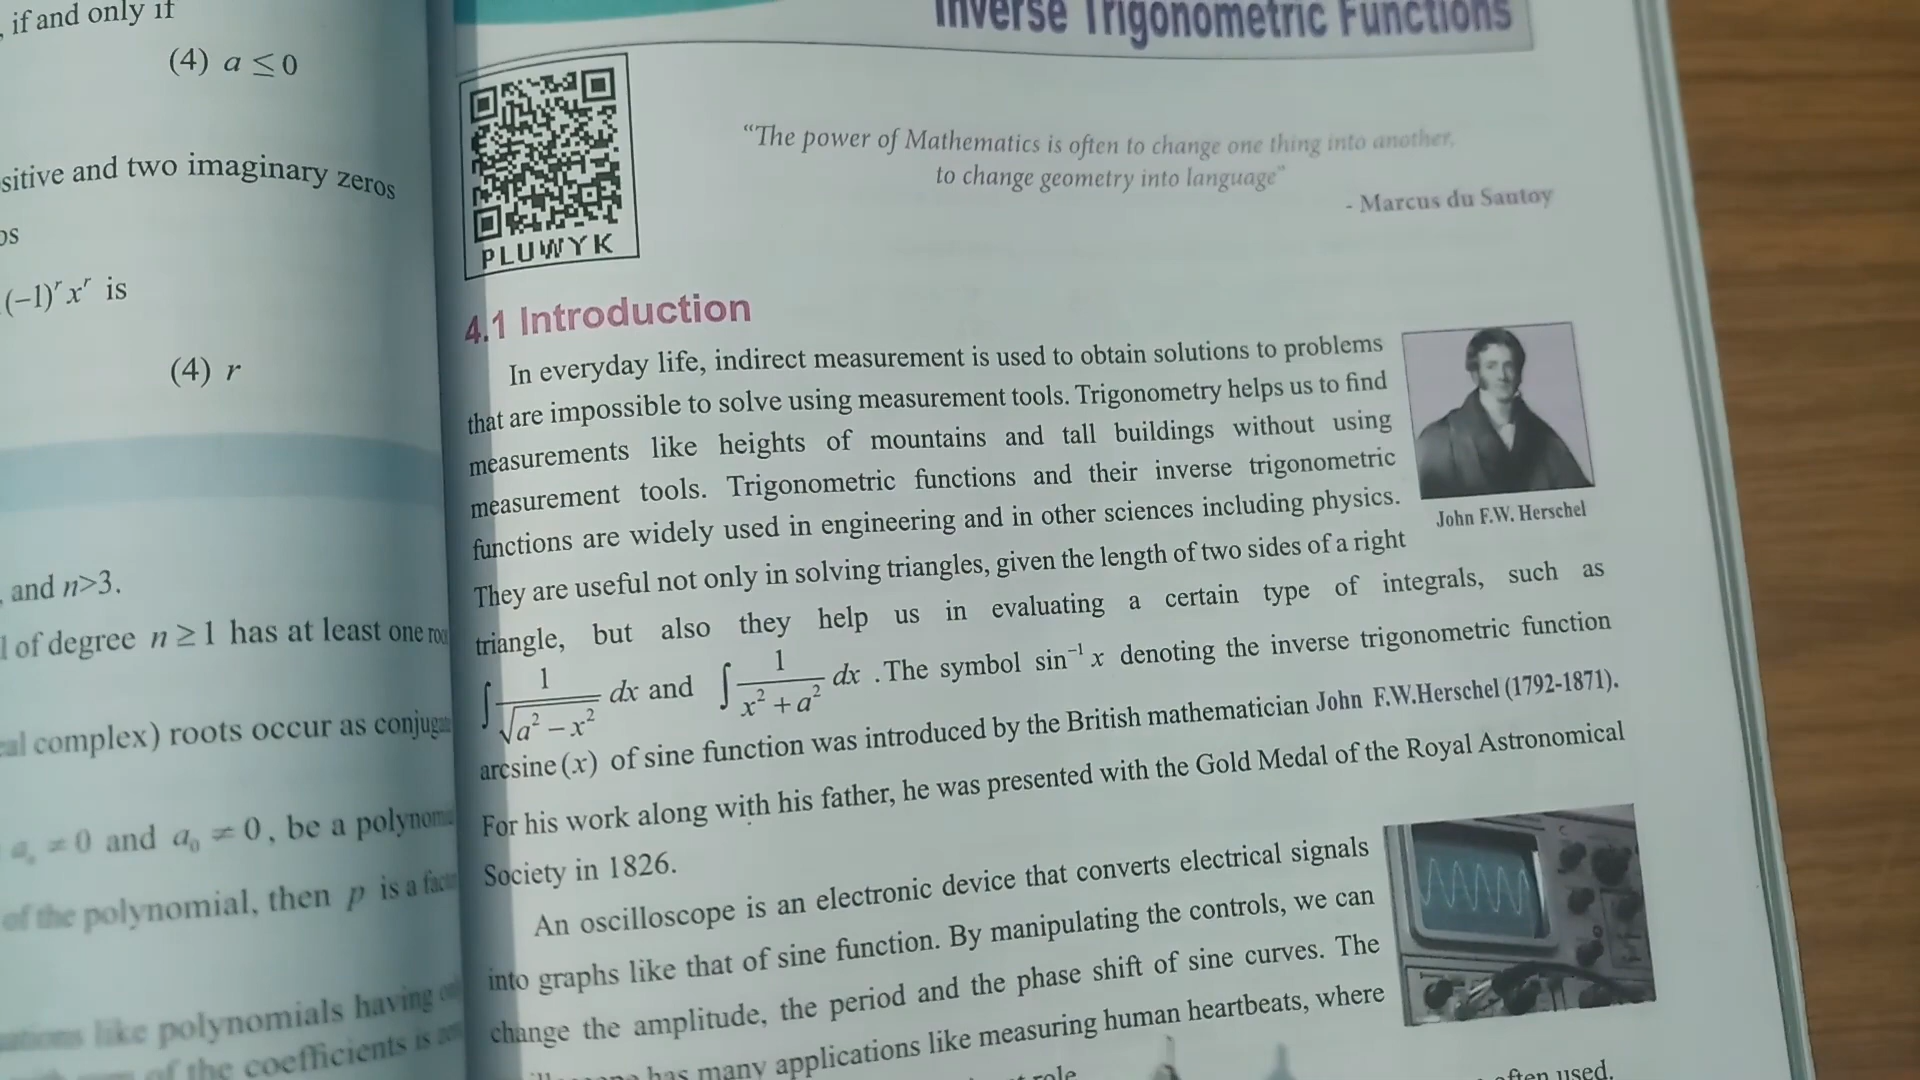 , if and only if
(4) a ≤ 0
sitive and two imaginary zeros
os
(−1)ʳ xʳ is
(4) r
, and n>3.
l of degree n ≥ 1 has at least one
al complex) roots occur as
≠ 0 and a₀ ≠ 0, be a
of the polynomial, then p is a
like polynomials having
of the coefficients is
Inverse Trigonometric Functions
PLUWYK
“The power of Mathematics is often to change one thing into another,
to change geometry into language”
- Marcus du Santoy
4.1 Introduction
In everyday life, indirect measurement is used to obtain solutions to problems
that are impossible to solve using measurement tools. Trigonometry helps us to find
measurements like heights of mountains and tall buildings without using
measurement tools. Trigonometric functions and their inverse trigonometric
functions are widely used in engineering and in other sciences including physics.
They are useful not only in solving triangles, given the length of two sides of a right
triangle, but also they help us in evaluating a certain type of integrals, such as
∫ 1/√(a² − x²) dx and ∫ 1/(x² + a²) dx . The symbol sin⁻¹ x denoting the inverse trigonometric function
arcsine (x) of sine function was introduced by the British mathematician John F.W.Herschel (1792-1871).
For his work along with his father, he was presented with the Gold Medal of the Royal Astronomical
Society in 1826.
John F.W. Herschel
An oscilloscope is an electronic device that converts electrical signals
into graphs like that of sine function. By manipulating the controls, we can
change the amplitude, the period and the phase shift of sine curves. The
has many applications like measuring human heartbeats, where
role
often used.